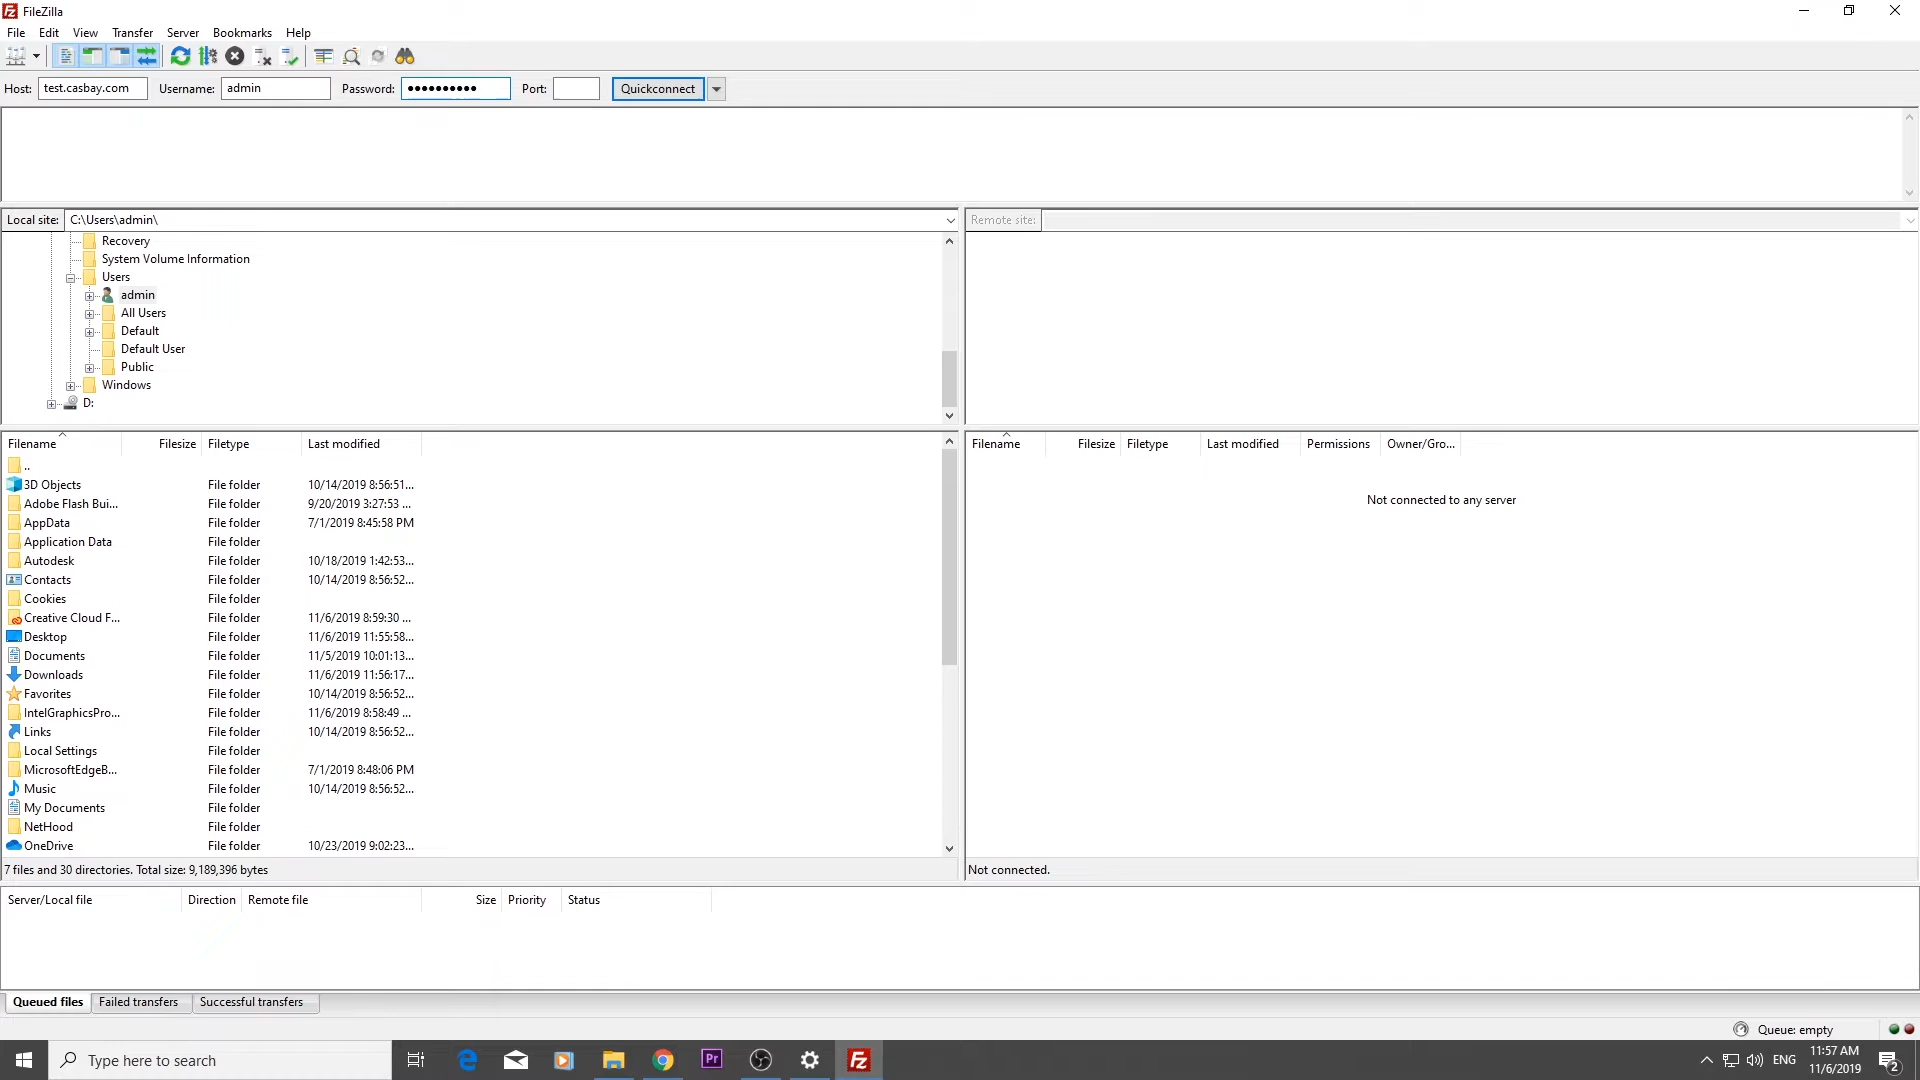 FileZilla
File Edit View Transfer Server Bookmarks Help
Host: test.casbay.com Username: admin Password: ●●●●●●●●●● Port: Quickconnect
Local site: C:\Users\admin\
Remote site:
Recovery
System Volume Information
Users
admin
All Users
Default
Default User
Public
Windows
D:
Filename Filesize Filetype Last modified
..
3D Objects File folder 10/14/2019 8:56:51...
Adobe Flash Bui... File folder 9/20/2019 3:27:53 ...
AppData File folder 7/1/2019 8:45:58 PM
Application Data File folder
Autodesk File folder 10/18/2019 1:42:53...
Contacts File folder 10/14/2019 8:56:52...
Cookies File folder
Creative Cloud F... File folder 11/6/2019 8:59:30 ...
Desktop File folder 11/6/2019 11:55:58...
Documents File folder 11/5/2019 10:01:13...
Downloads File folder 11/6/2019 11:56:17...
Favorites File folder 10/14/2019 8:56:52...
IntelGraphicsPro... File folder 11/6/2019 8:58:49 ...
Links File folder 10/14/2019 8:56:52...
Local Settings File folder
MicrosoftEdgeB... File folder 7/1/2019 8:48:06 PM
Music File folder 10/14/2019 8:56:52...
My Documents File folder
NetHood File folder
OneDrive File folder 10/23/2019 9:02:23...
7 files and 30 directories. Total size: 9,189,396 bytes
Filename Filesize Filetype Last modified Permissions Owner/Gro...
Not connected to any server
Not connected.
Server/Local file Direction Remote file Size Priority Status
Queued files Failed transfers Successful transfers
Queue: empty
Type here to search
Pr
Fz
ENG
11:57 AM
11/6/2019
2